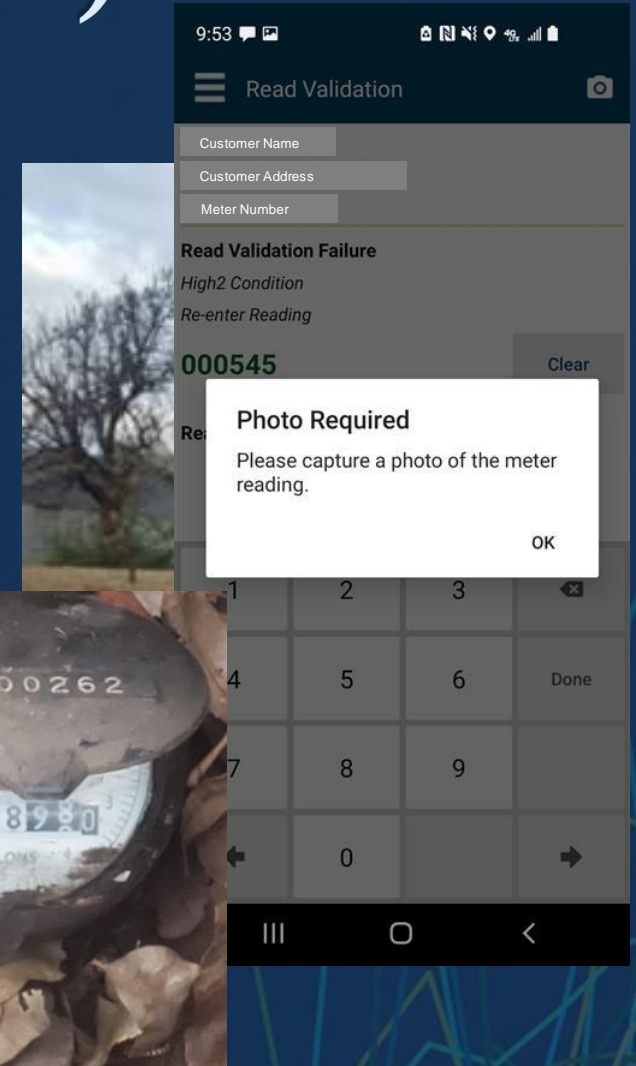 9:53
Read Validation
Customer Name
Customer Address
Meter Number
Read Validation Failure
High2 Condition
Re-enter Reading
000545
Clear
Photo Required
Please capture a photo of the meter
reading.
OK
1 2 3
4 5 6 Done
7 8 9
0
00262